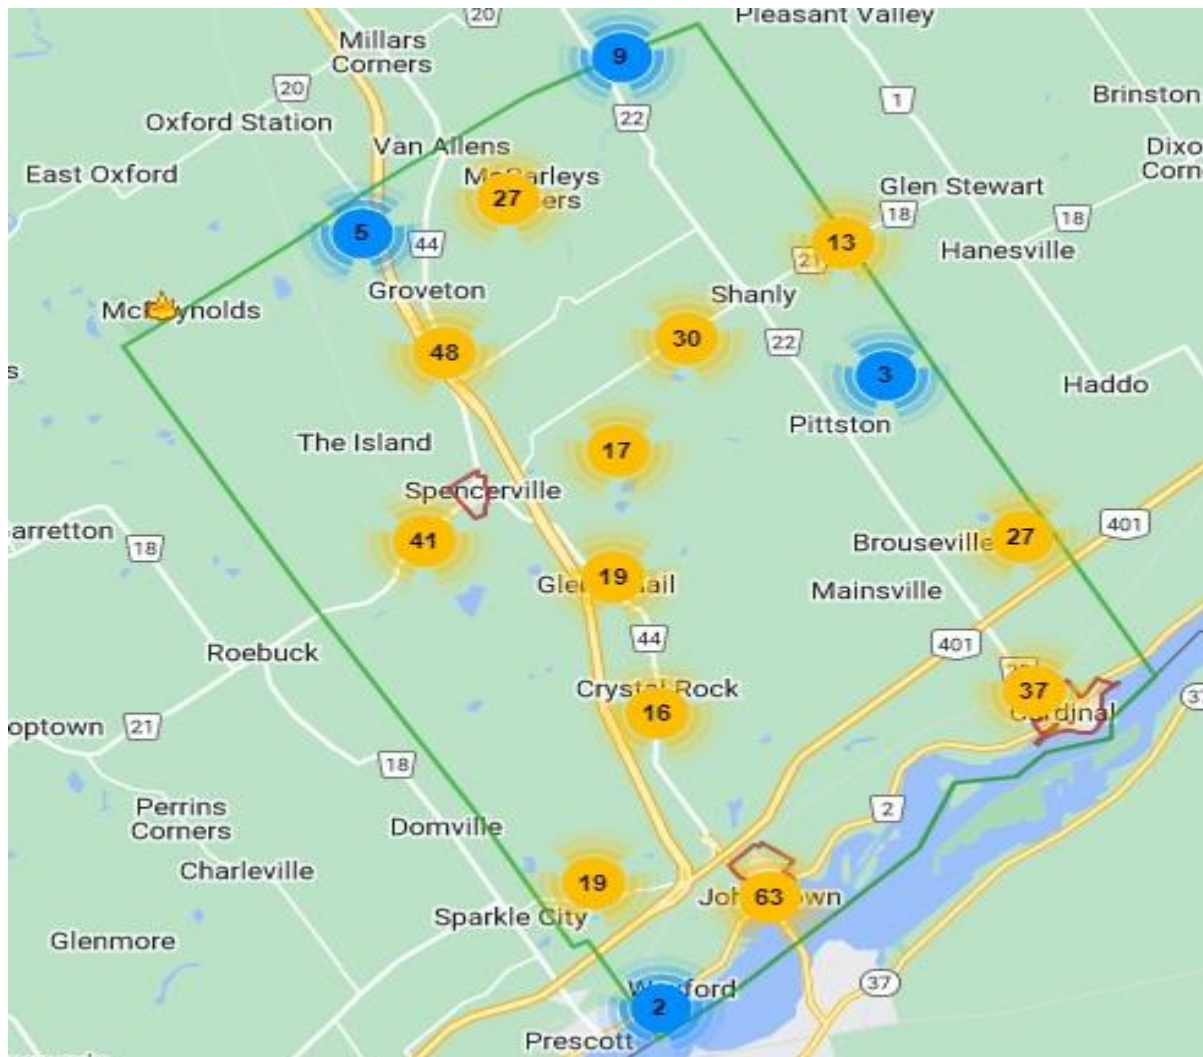 20
Pleasant Valley
Millars
Corners
9
20
22
1
Brinston
Oxford Station
Van Allens
East Oxford
27
Glen Stewart
18
18
5
44
13
Hanesville
21
Groveton
Shanly
48
30
22
3
Haddo
Pittston
The Island
17
Spencerville
18
41
Brouseville
27
401
19
Mainsville
44
401
Roebuck
Crystal Rock
16
37
Cardinal
21
18
2
Perrins
Corners
Domville
Charleville
19
63
Sparkle City
Glenmore
37
2
Prescott